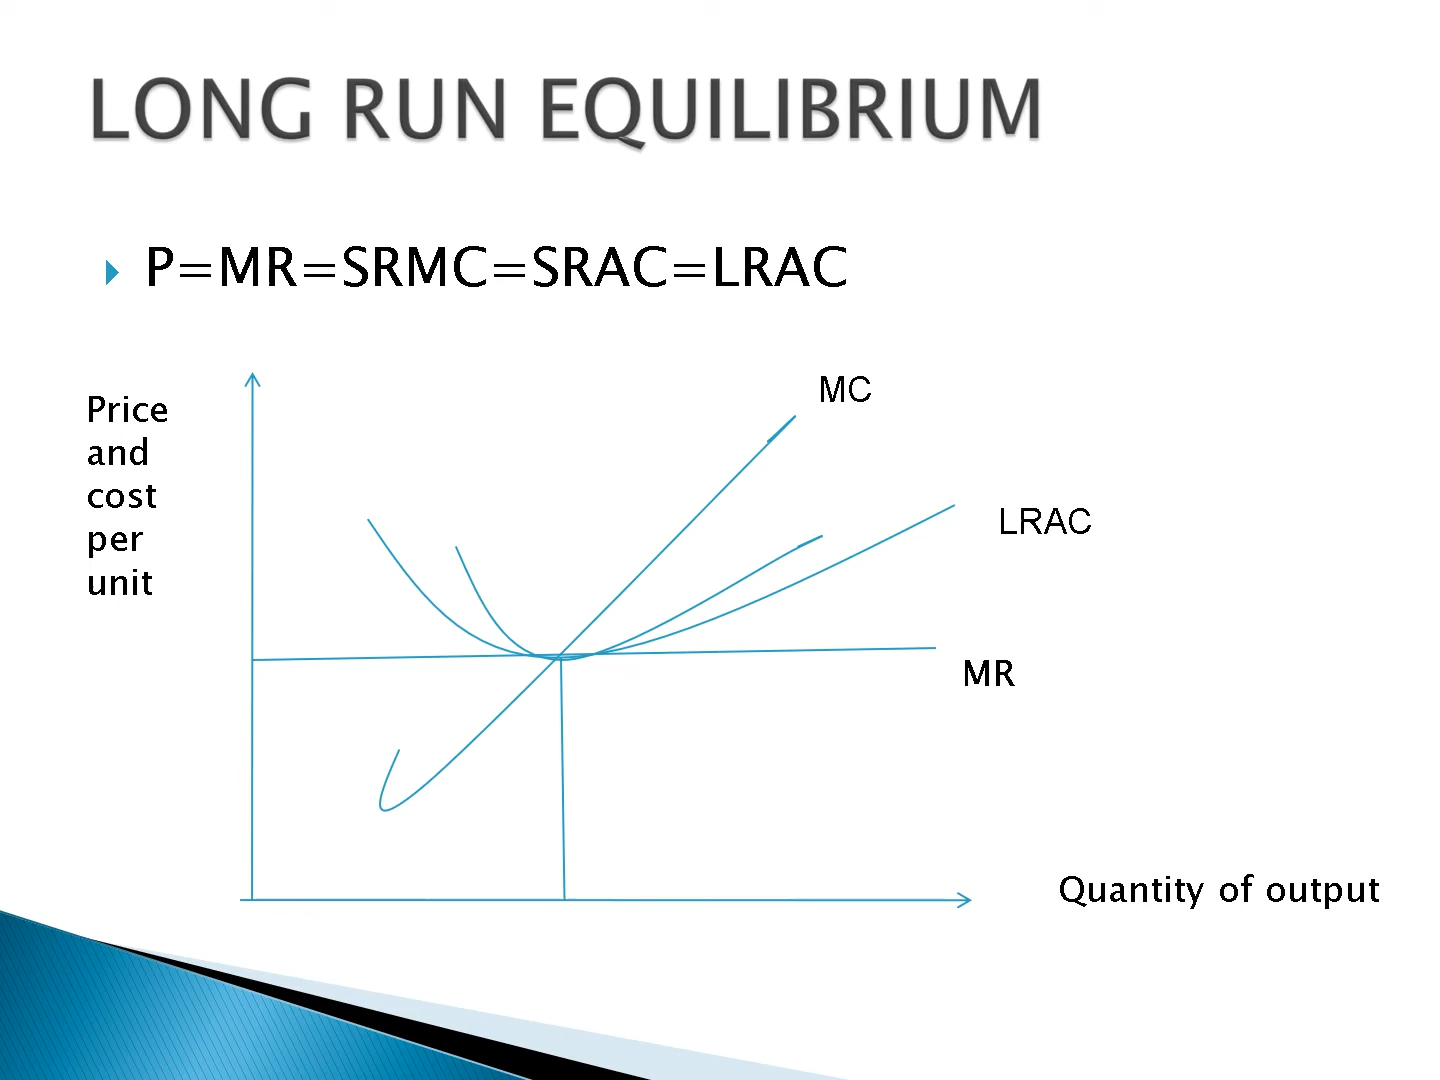 LONG RUN EQUILIBRIUM
P=MR=SRMC=SRAC=LRAC
Price
and
cost
per
unit
MC
LRAC
MR
Quantity of output